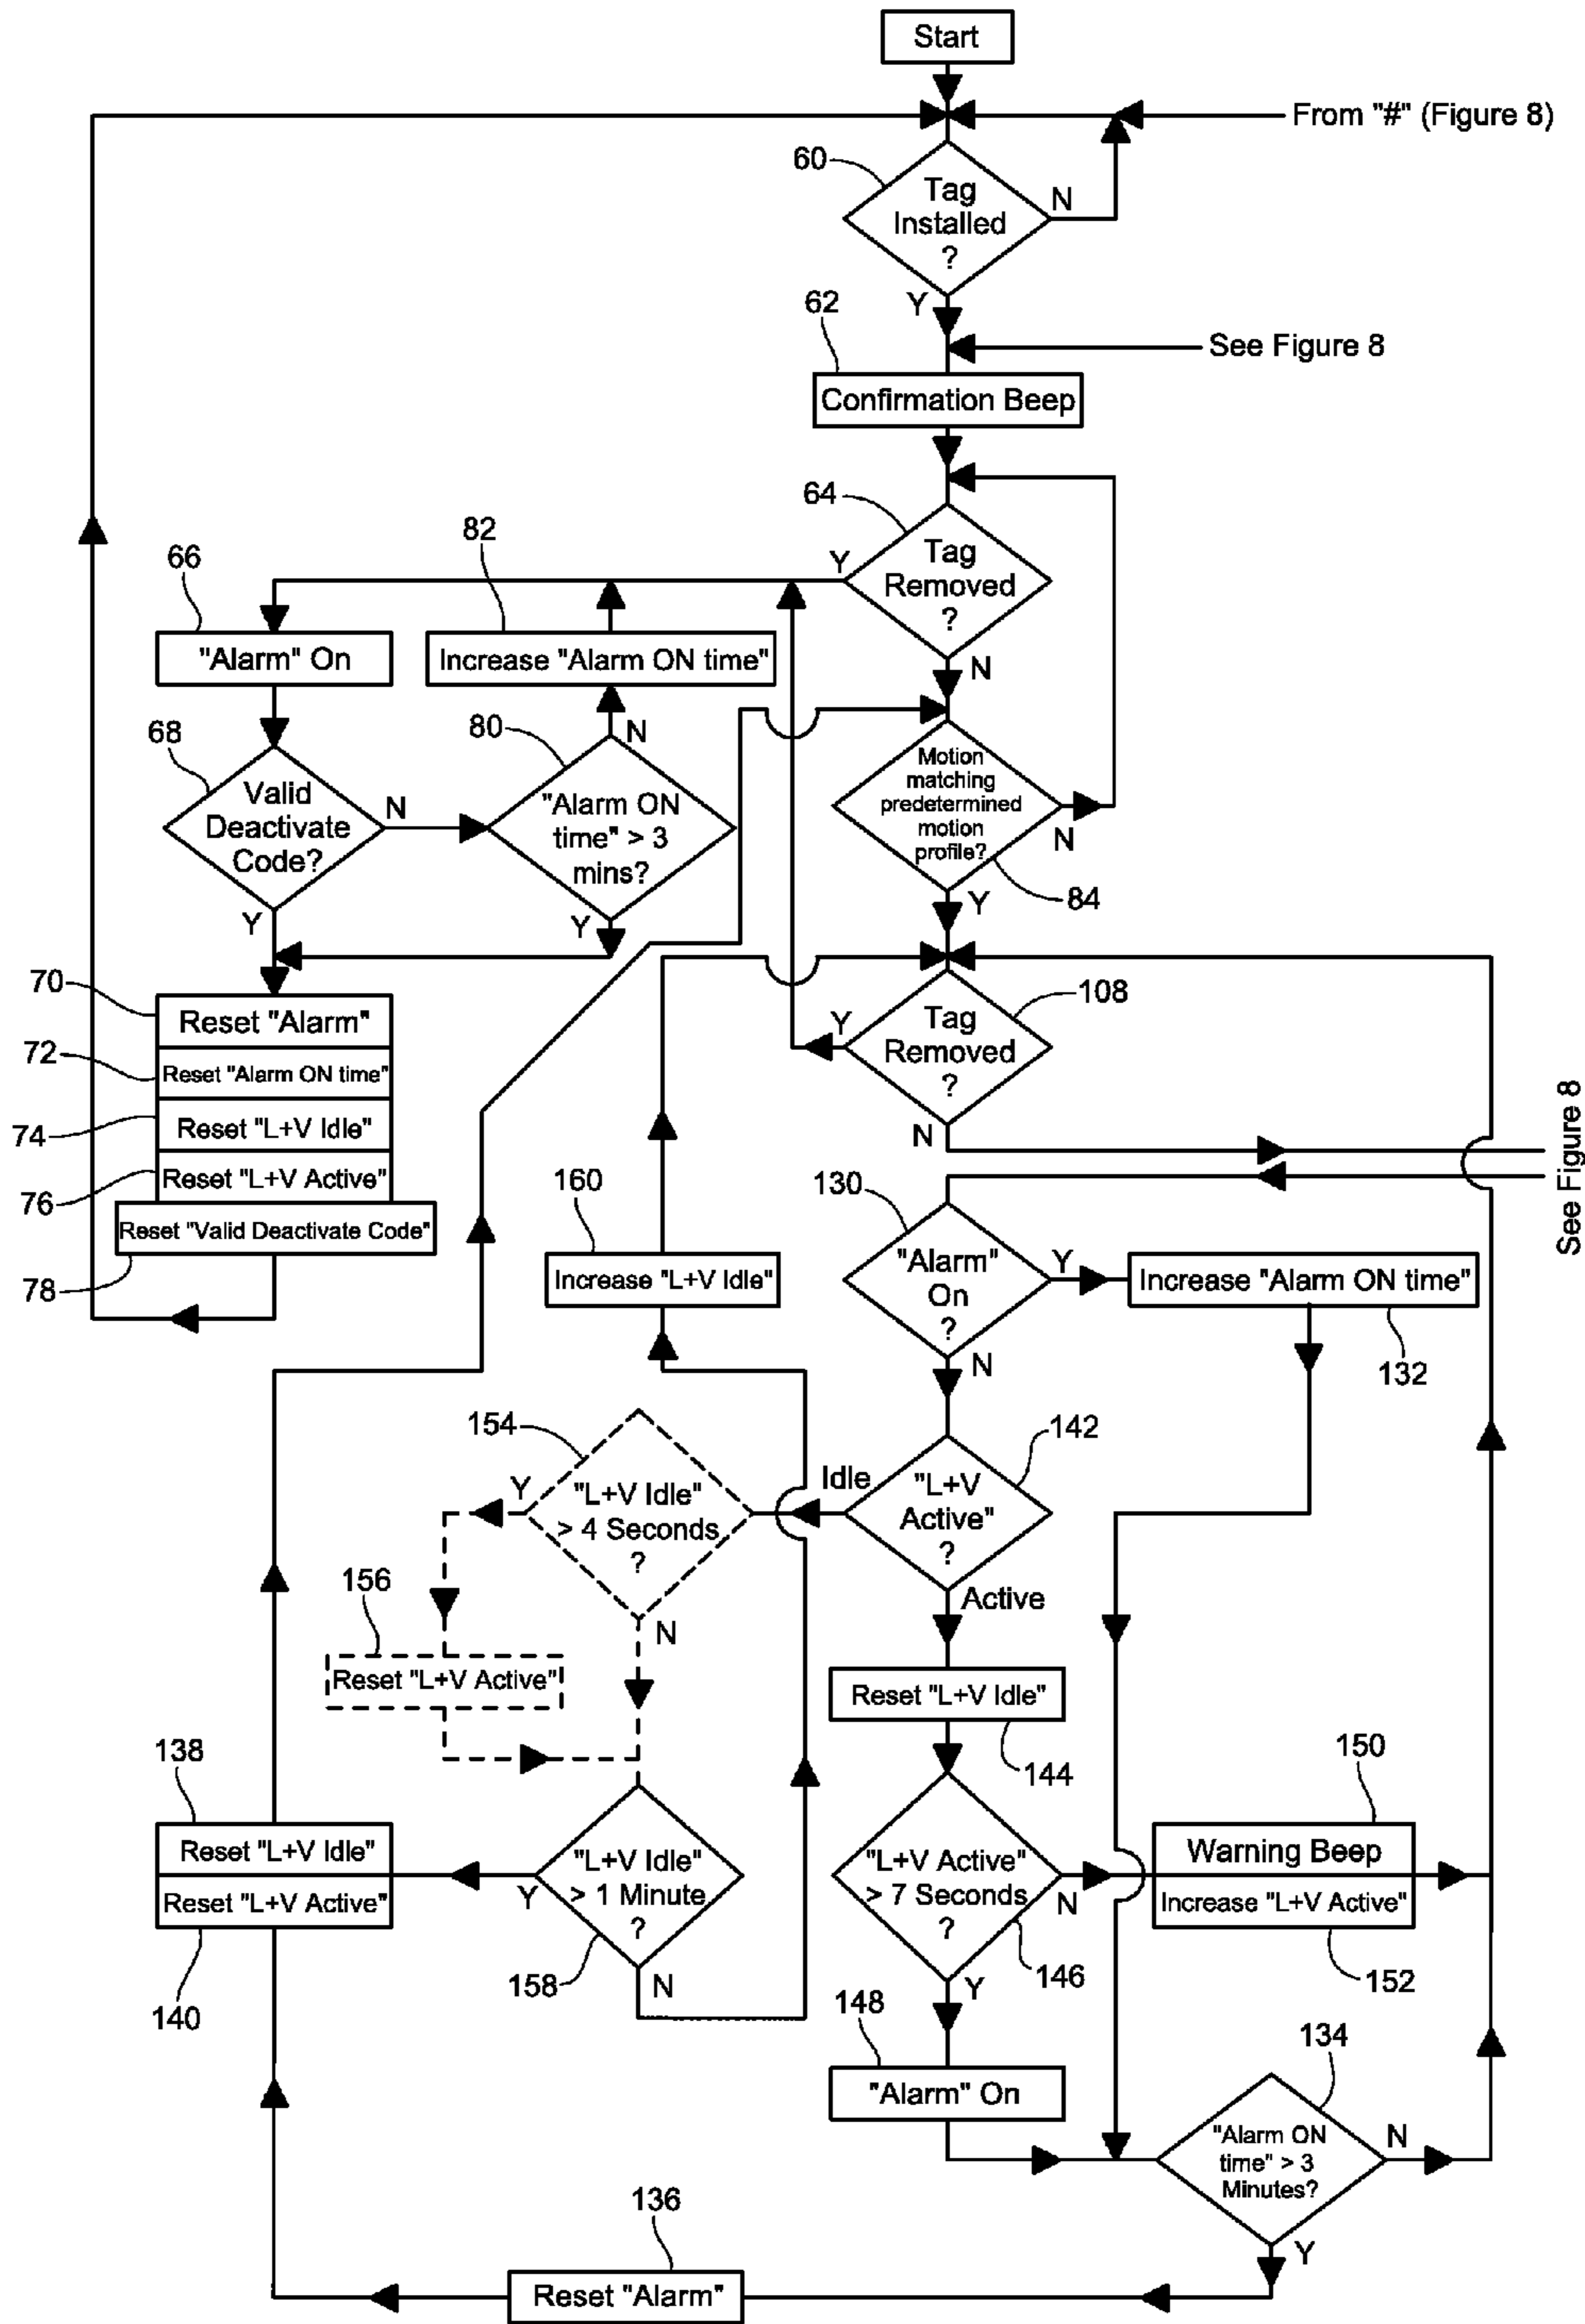 Start
From "#" (Figure 8)
60
Tag
Installed
?
N
Y
62
See Figure 8
Confirmation Beep
64
82
Tag
Removed
?
Y
N
66
"Alarm" On
Increase "Alarm ON time"
68
80
N
Valid
Deactivate
Code?
N
Y
"Alarm ON
time" > 3
mins?
Y
Motion
matching
predetermined
motion
profile?
N
Y
84
70
Reset "Alarm"
72
Reset "Alarm ON time"
74
Reset "L+V Idle"
76
Reset "L+V Active"
Reset "Valid Deactivate Code"
78
108
Y
Tag
Removed
?
N
See Figure 8
160
Increase "L+V Idle"
130
"Alarm"
On
?
Y
N
Increase "Alarm ON time"
132
154
Y
"L+V Idle"
> 4 Seconds
?
N
Idle
142
"L+V
Active"
?
Active
156
Reset "L+V Active"
Reset "L+V Idle"
144
138
Reset "L+V Idle"
Reset "L+V Active"
140
"L+V Idle"
> 1 Minute
?
Y
158
N
"L+V Active"
> 7 Seconds
?
N
146
Y
150
Warning Beep
Increase "L+V Active"
152
148
"Alarm" On
134
"Alarm ON
time" > 3
Minutes?
N
Y
136
Reset "Alarm"